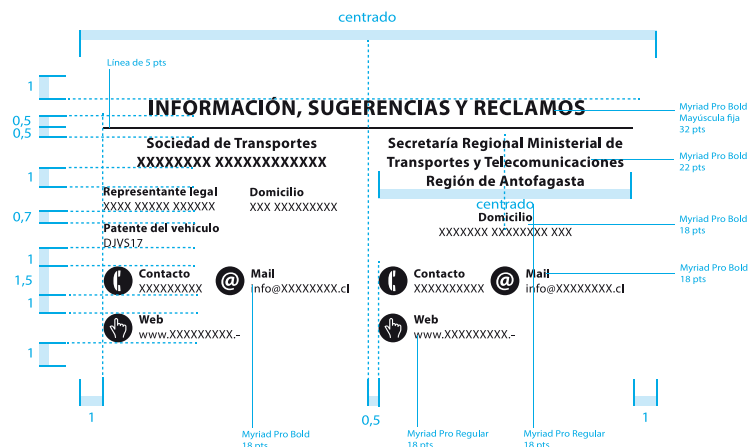 centrado
Línea de 5 pts
1
INFORMACIÓN, SUGERENCIAS Y RECLAMOS
Myriad Pro Bold
Mayúscula fija
32 pts
0,5
0,5
Sociedad de Transportes
XXXXXXXX XXXXXXXXXXXX
Secretaría Regional Ministerial de
Transportes y Telecomunicaciones
Región de Antofagasta
Myriad Pro Bold
22 pts
1
Representante legal
XXXX XXXXX XXXXXX
Domicilio
XXX XXXXXXXXX
centrado
0,7
Patente del vehículo
DJVS17
Domicilio
XXXXXXX XXXXXXXX XXX
Myriad Pro Bold
18 pts
1
1,5
1
Contacto
XXXXXXXXX
@
Mail
info@XXXXXXXX.cl
Contacto
XXXXXXXXXX
@
Mail
info@XXXXXXXX.cl
Myriad Pro Bold
18 pts
Web
www.XXXXXXXXX.-
Web
www.XXXXXXXXX.-
1
1
0,5
1
Myriad Pro Bold
18 pts
Myriad Pro Regular
18 pts
Myriad Pro Regular
18 pts